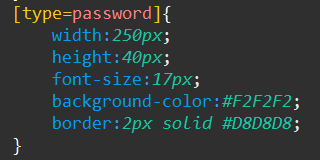 [type=password]{
width:250px;
height:40px;
font-size:17px;
background-color:#F2F2F2;
border:2px solid #D8D8D8;
}